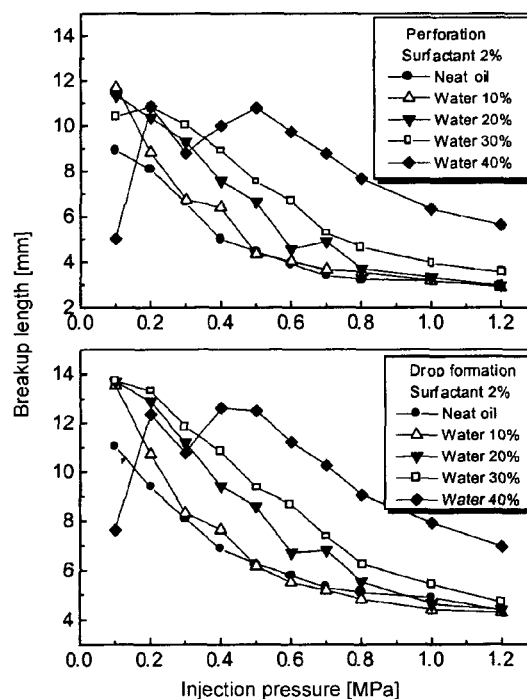 Perforation
Surfactant 2%
Neat oil
Water 10%
Water 20%
Water 30%
Water 40%
14
12
10
8
6
4
2
0.0 0.2 0.4 0.6 0.8 1.0 1.2
Breakup length [mm]
Drop formation
Surfactant 2%
Neat oil
Water 10%
Water 20%
Water 30%
Water 40%
14
12
10
8
6
4
0.0 0.2 0.4 0.6 0.8 1.0 1.2
Injection pressure [MPa]